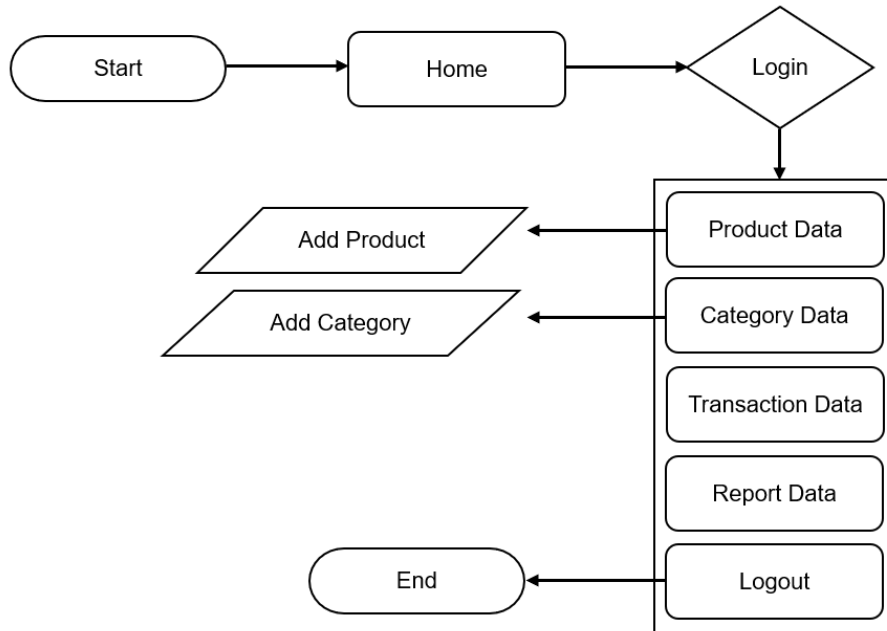 Start
Home
Login
Product Data
Add Product
Category Data
Add Category
Transaction Data
Report Data
Logout
End